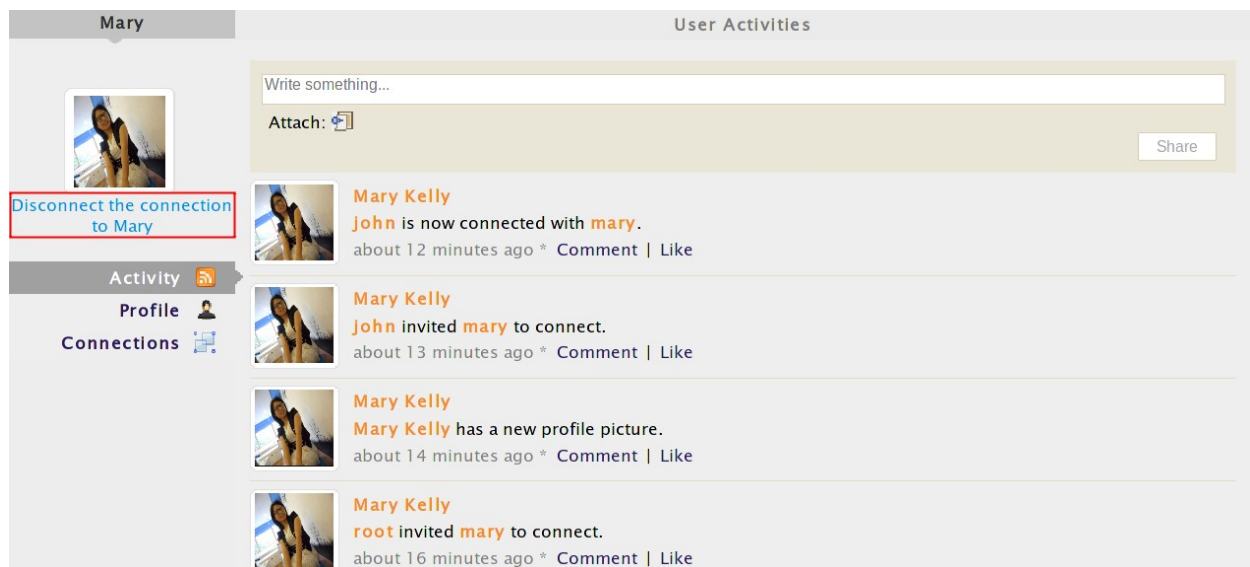 Mary
User Activities
Write something...
Attach:
Share
Disconnect the connection
to Mary
Activity
Profile
Connections
Mary Kelly
john is now connected with mary.
about 12 minutes ago * Comment | Like
Mary Kelly
john invited mary to connect.
about 13 minutes ago * Comment | Like
Mary Kelly
Mary Kelly has a new profile picture.
about 14 minutes ago * Comment | Like
Mary Kelly
root invited mary to connect.
about 16 minutes ago * Comment | Like